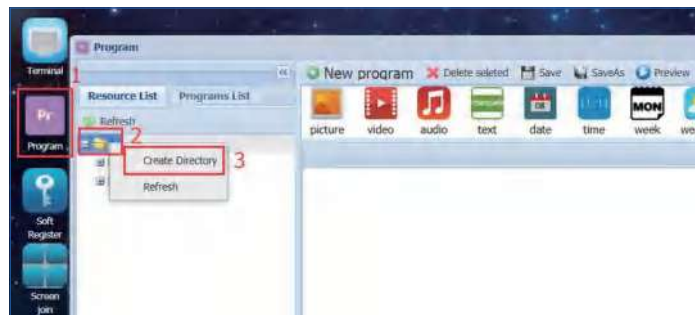 Program
Terminal
1
New program Delete seleted Save SaveAs Preview
Resource List Programs List
Pr
Refresh
MON
picture video audio text date time week
Program
2
Create Directory 3
Refresh
Soft
Register
Screen
join